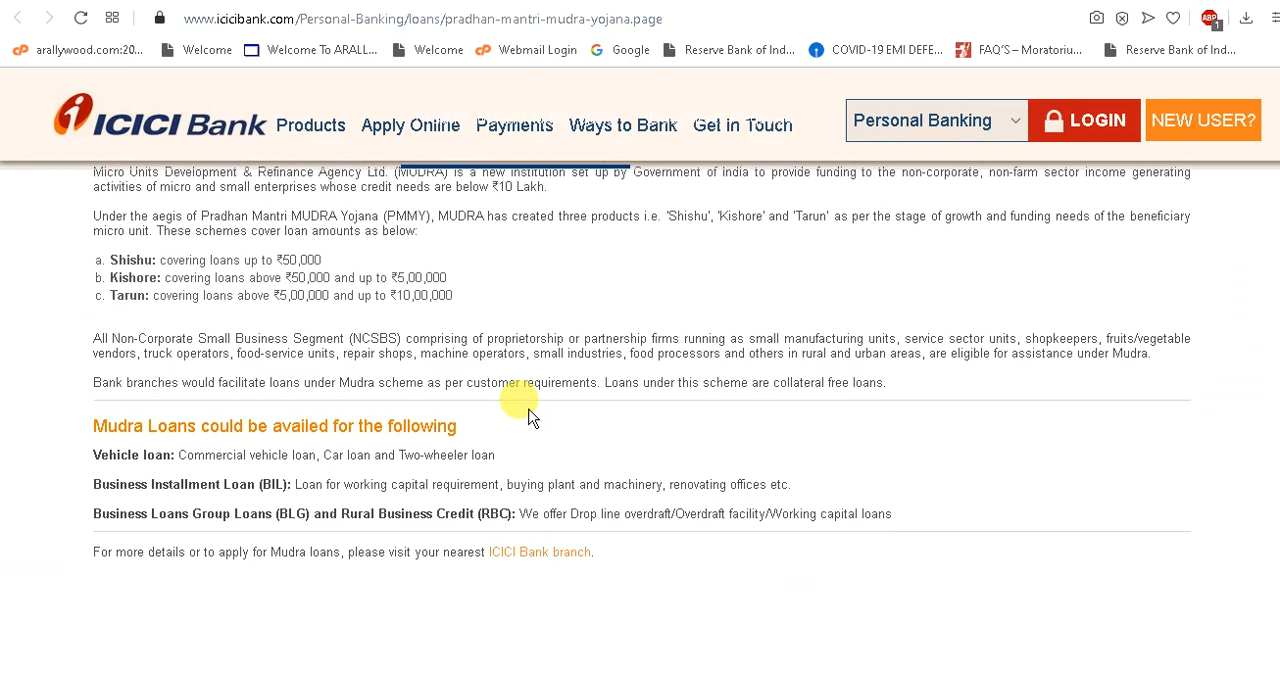 www.icicibank.com/Personal-Banking/loans/pradhan-mantri-mudra-yojana.page
ABP
1
arallywood.com:20... Welcome Welcome To ARALL... Welcome Webmail Login Google Reserve Bank of Ind... COVID-19 EMI DEFE... FAQ'S – Moratoriu... Reserve Bank of Ind...
ICICI Bank Products Apply Online Payments Ways to Bank Get in Touch Personal Banking LOGIN NEW USER?
Micro Units Development & Refinance Agency Ltd. (MUDRA) is a new institution set up by Government of India to provide funding to the non-corporate, non-farm sector income generating
activities of micro and small enterprises whose credit needs are below ₹10 Lakh.
Under the aegis of Pradhan Mantri MUDRA Yojana (PMMY), MUDRA has created three products i.e. 'Shishu', 'Kishore' and 'Tarun' as per the stage of growth and funding needs of the beneficiary
micro unit. These schemes cover loan amounts as below:
a. Shishu: covering loans up to ₹50,000
b. Kishore: covering loans above ₹50,000 and up to ₹5,00,000
c. Tarun: covering loans above ₹5,00,000 and up to ₹10,00,000
All Non-Corporate Small Business Segment (NCSBS) comprising of proprietorship or partnership firms running as small manufacturing units, service sector units, shopkeepers, fruits/vegetable
vendors, truck operators, food-service units, repair shops, machine operators, small industries, food processors and others in rural and urban areas, are eligible for assistance under Mudra.
Bank branches would facilitate loans under Mudra scheme as per customer requirements. Loans under this scheme are collateral free loans.
Mudra Loans could be availed for the following
Vehicle loan: Commercial vehicle loan, Car loan and Two-wheeler loan
Business Installment Loan (BIL): Loan for working capital requirement, buying plant and machinery, renovating offices etc.
Business Loans Group Loans (BLG) and Rural Business Credit (RBC): We offer Drop line overdraft/Overdraft facility/Working capital loans
For more details or to apply for Mudra loans, please visit your nearest ICICI Bank branch.